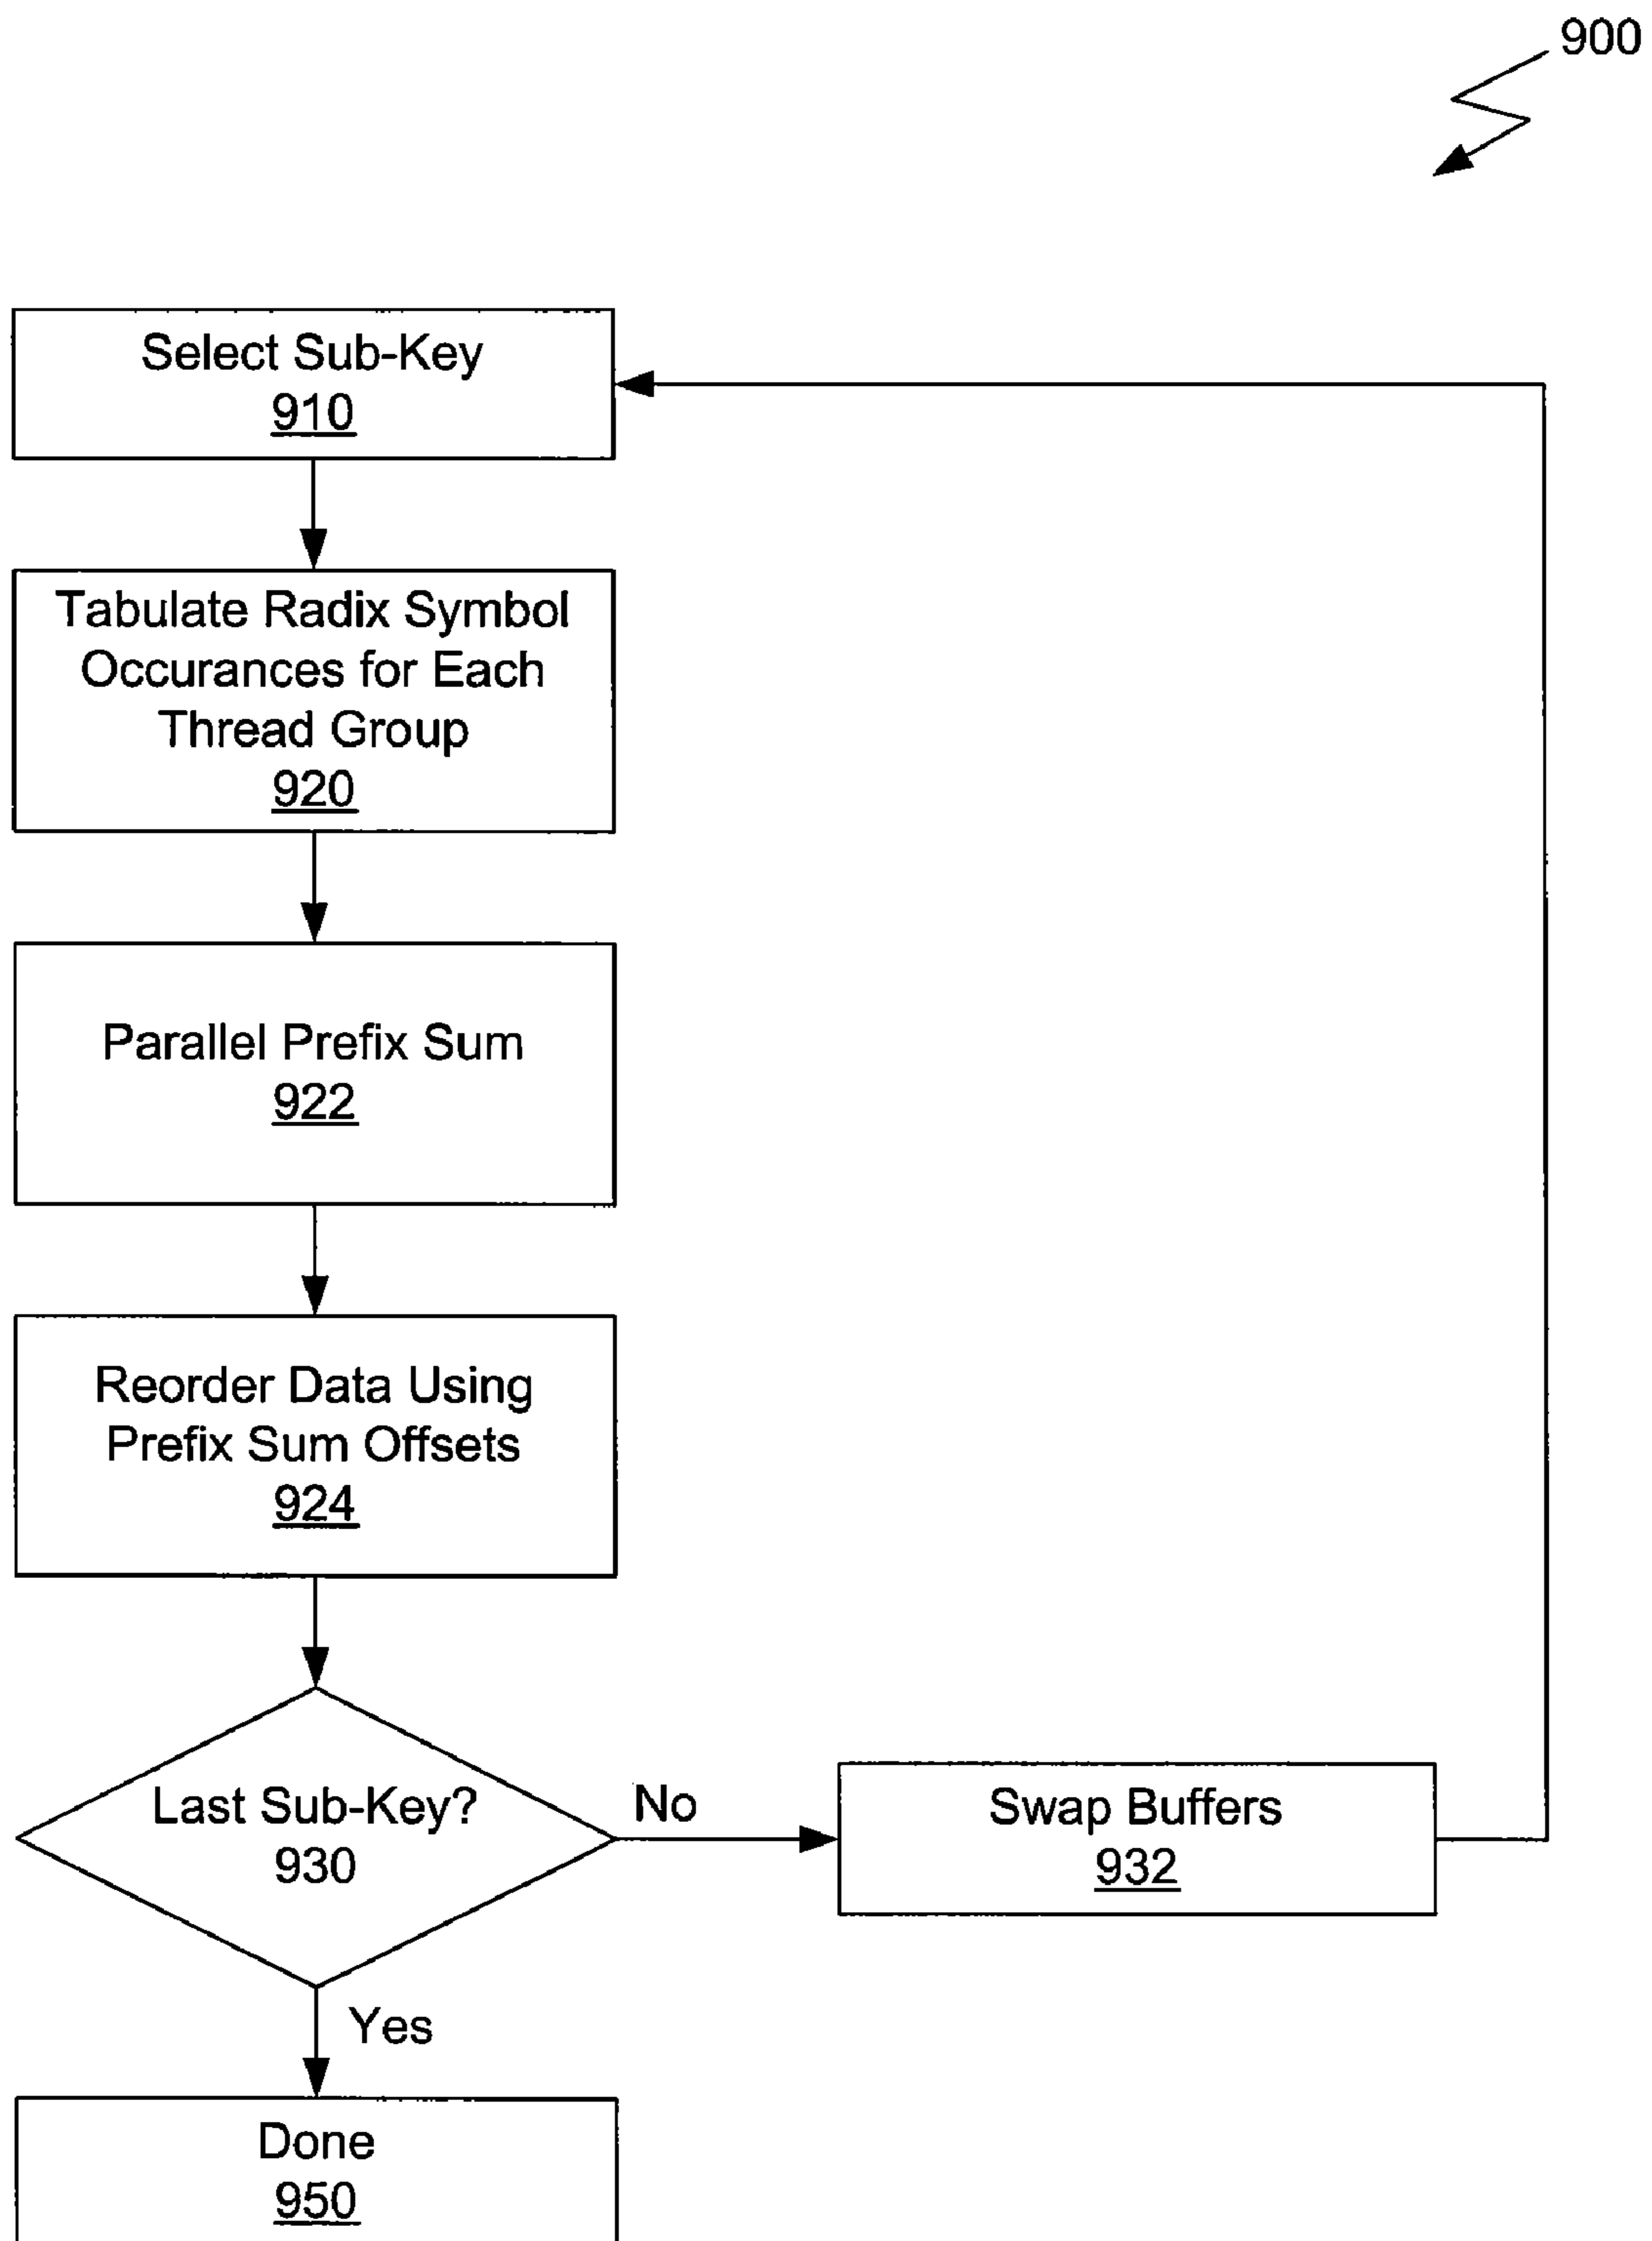 900
Select Sub-Key
910
Tabulate Radix Symbol
Occurances for Each
Thread Group
920
Parallel Prefix Sum
922
Reorder Data Using
Prefix Sum Offsets
924
Last Sub-Key?
930
No
Swap Buffers
932
Yes
Done
950